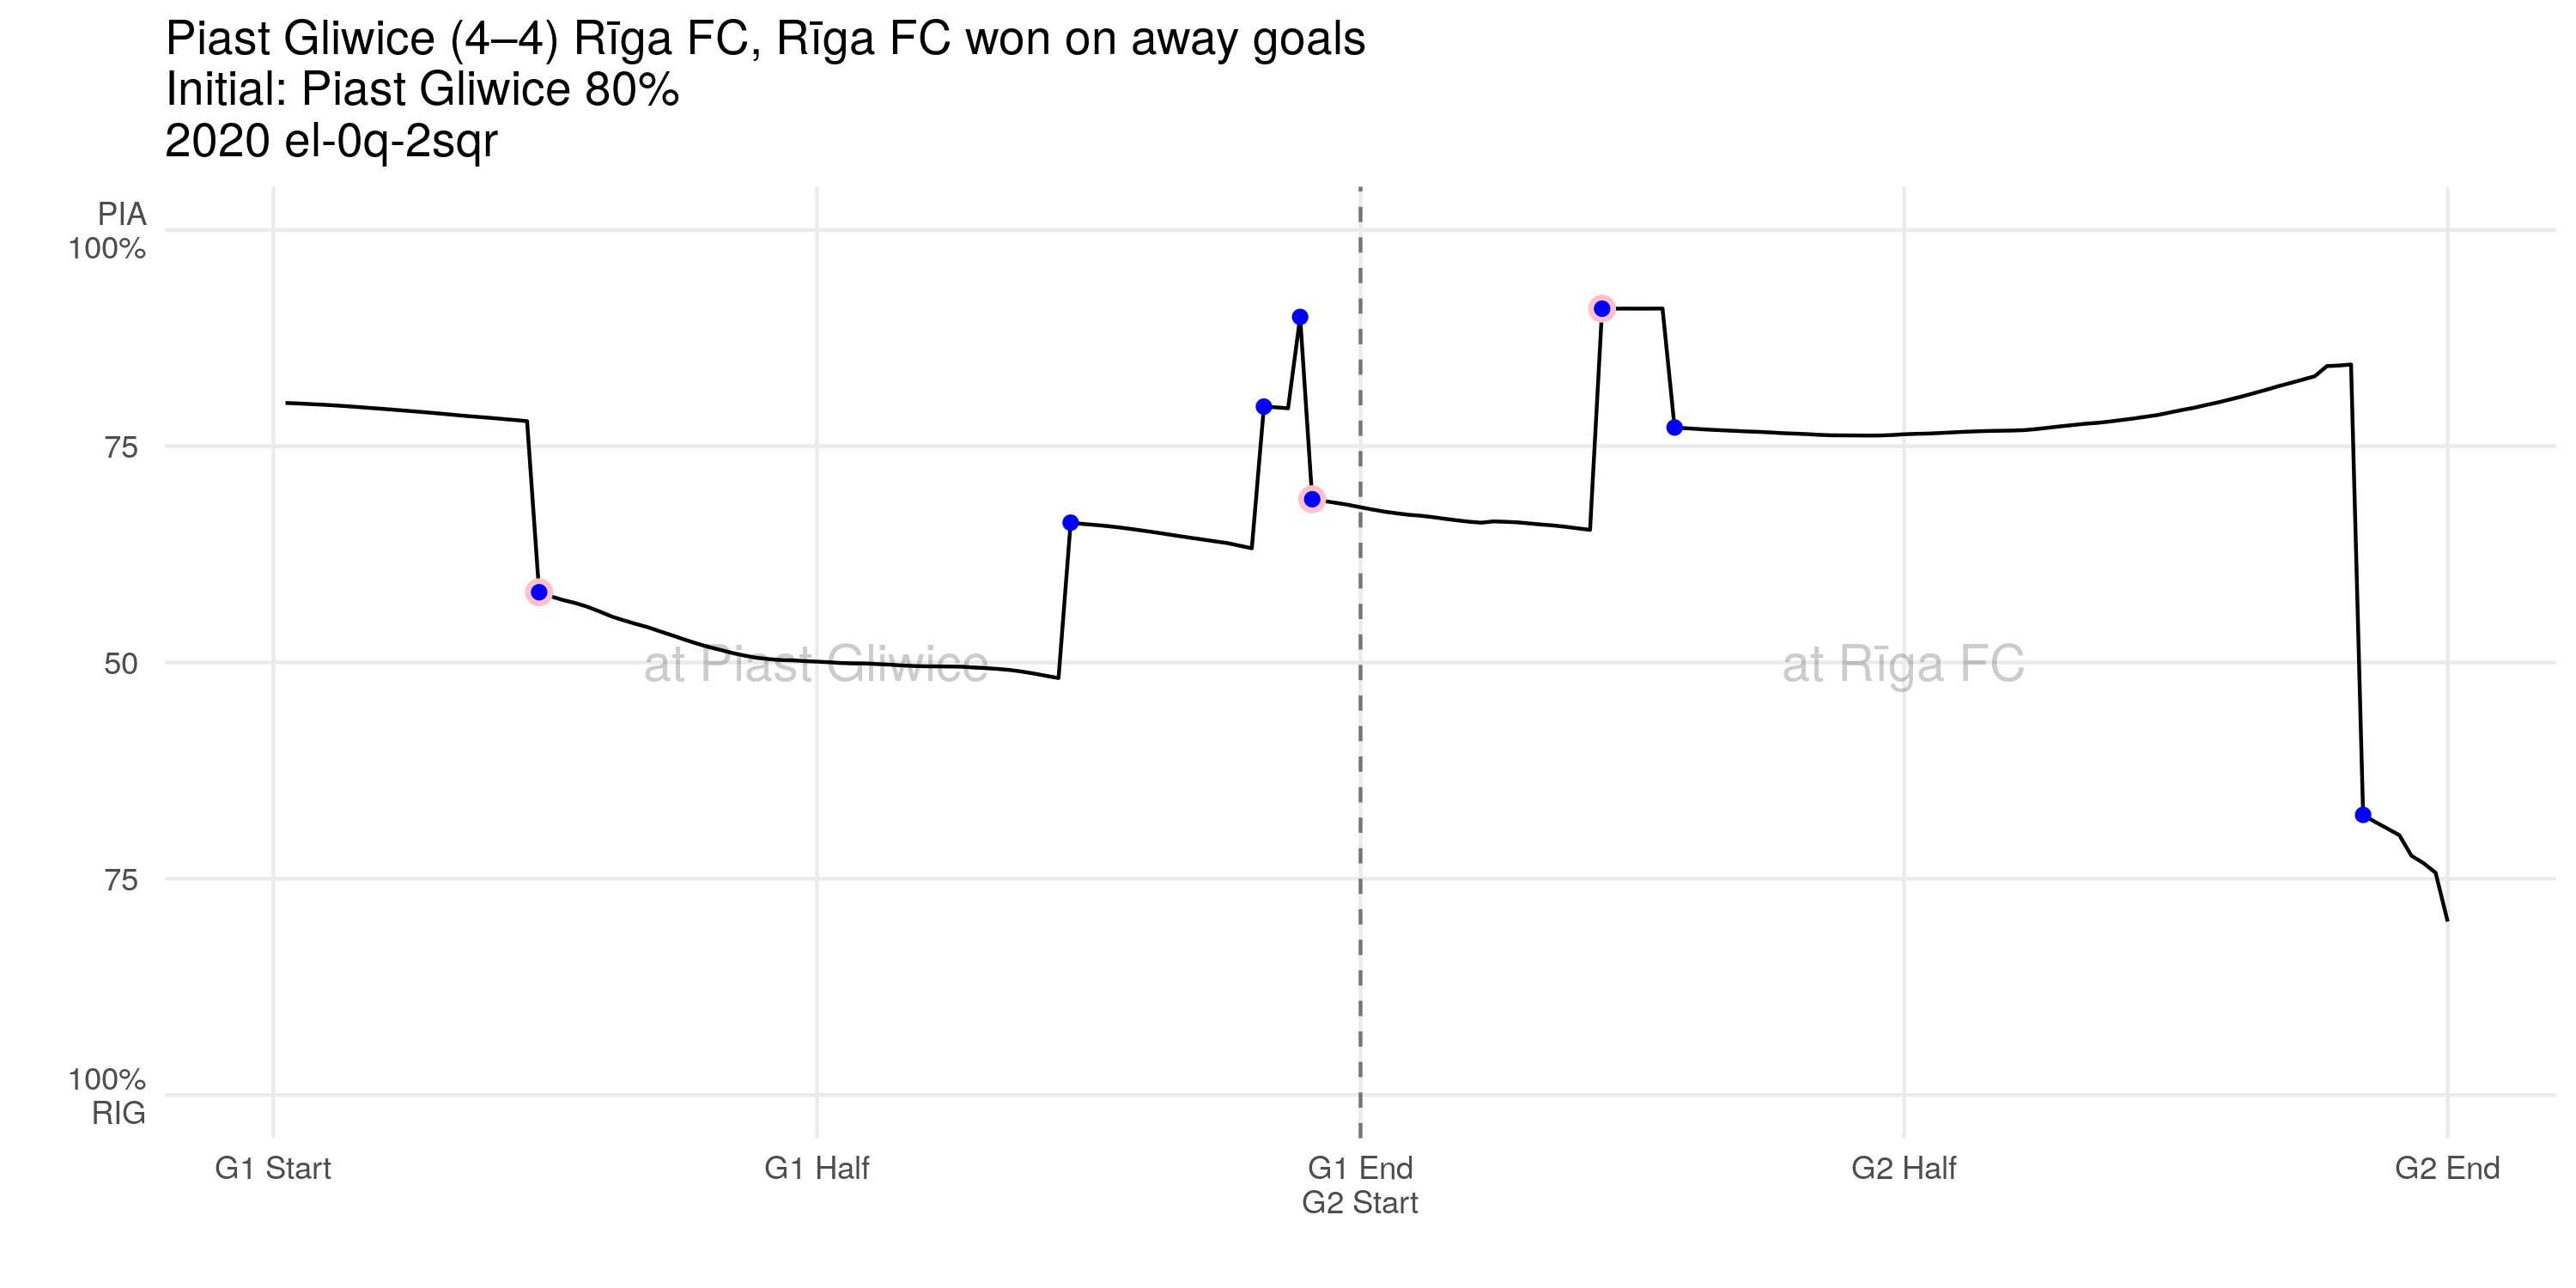 Piast Gliwice (4–4) Rīga FC, Rīga FC won on away goals
Initial: Piast Gliwice 80%
2020 el-0q-2sqr
PIA
100%
75
50
75
100%
RIG
at Piast Gliwice
at Rīga FC
G1 Start
G1 Half
G1 End
G2 Start
G2 Half
G2 End